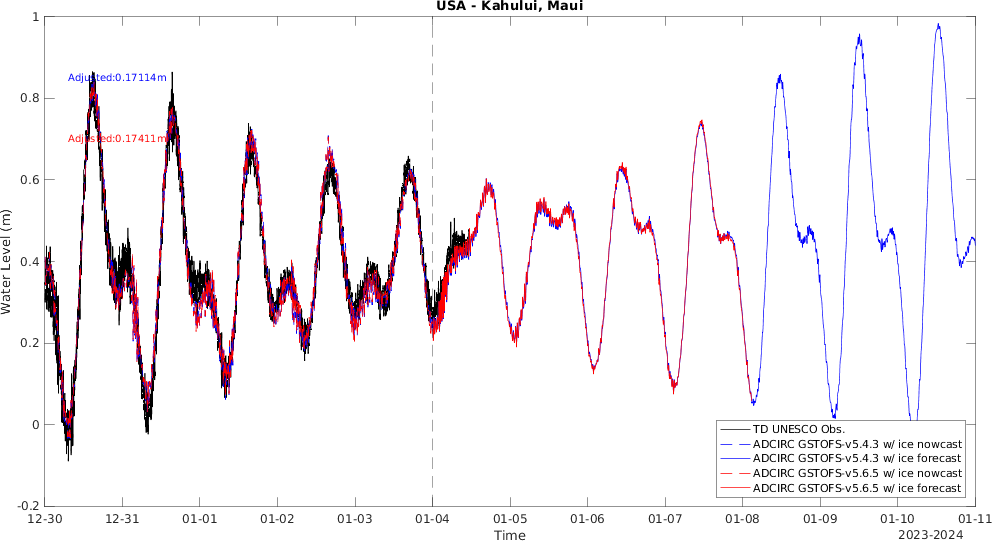 USA - Kahului, Maui
1
0.8
0.6
0.4
0.2
0
-0.2
Water Level (m)
Adjusted:0.17114m
Adjusted:0.17411m
TD UNESCO Obs.
ADCIRC GSTOFS-v5.4.3 w/ ice nowcast
ADCIRC GSTOFS-v5.4.3 w/ ice forecast
ADCIRC GSTOFS-v5.6.5 w/ ice nowcast
ADCIRC GSTOFS-v5.6.5 w/ ice forecast
12-30 12-31 01-01 01-02 01-03 01-04 01-05 01-06 01-07 01-08 01-09 01-10 01-11
Time
2023-2024